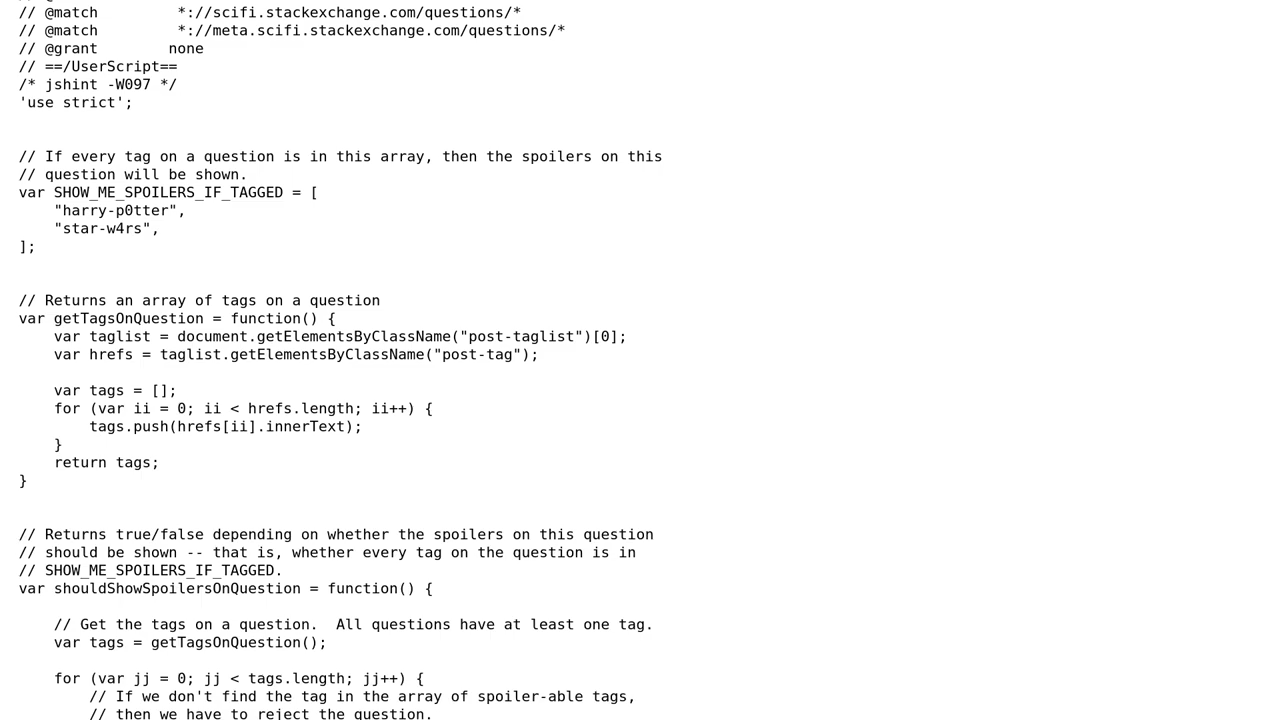 // @match         *://scifi.stackexchange.com/questions/*
// @match         *://meta.scifi.stackexchange.com/questions/*
// @grant        none
// ==/UserScript==
/* jshint -W097 */
'use strict';
// If every tag on a question is in this array, then the spoilers on this
// question will be shown.
var SHOW_ME_SPOILERS_IF_TAGGED = [
    "harry-p0tter",
    "star-w4rs",
];
// Returns an array of tags on a question
var getTagsOnQuestion = function() {
    var taglist = document.getElementsByClassName("post-taglist")[0];
    var hrefs = taglist.getElementsByClassName("post-tag");
    var tags = [];
    for (var ii = 0; ii < hrefs.length; ii++) {
        tags.push(hrefs[ii].innerText);
    }
    return tags;
}
// Returns true/false depending on whether the spoilers on this question
// should be shown -- that is, whether every tag on the question is in
// SHOW_ME_SPOILERS_IF_TAGGED.
var shouldShowSpoilersOnQuestion = function() {
    // Get the tags on a question.  All questions have at least one tag.
    var tags = getTagsOnQuestion();
    for (var jj = 0; jj < tags.length; jj++) {
        // If we don't find the tag in the array of spoiler-able tags,
        // then we have to reject the question.